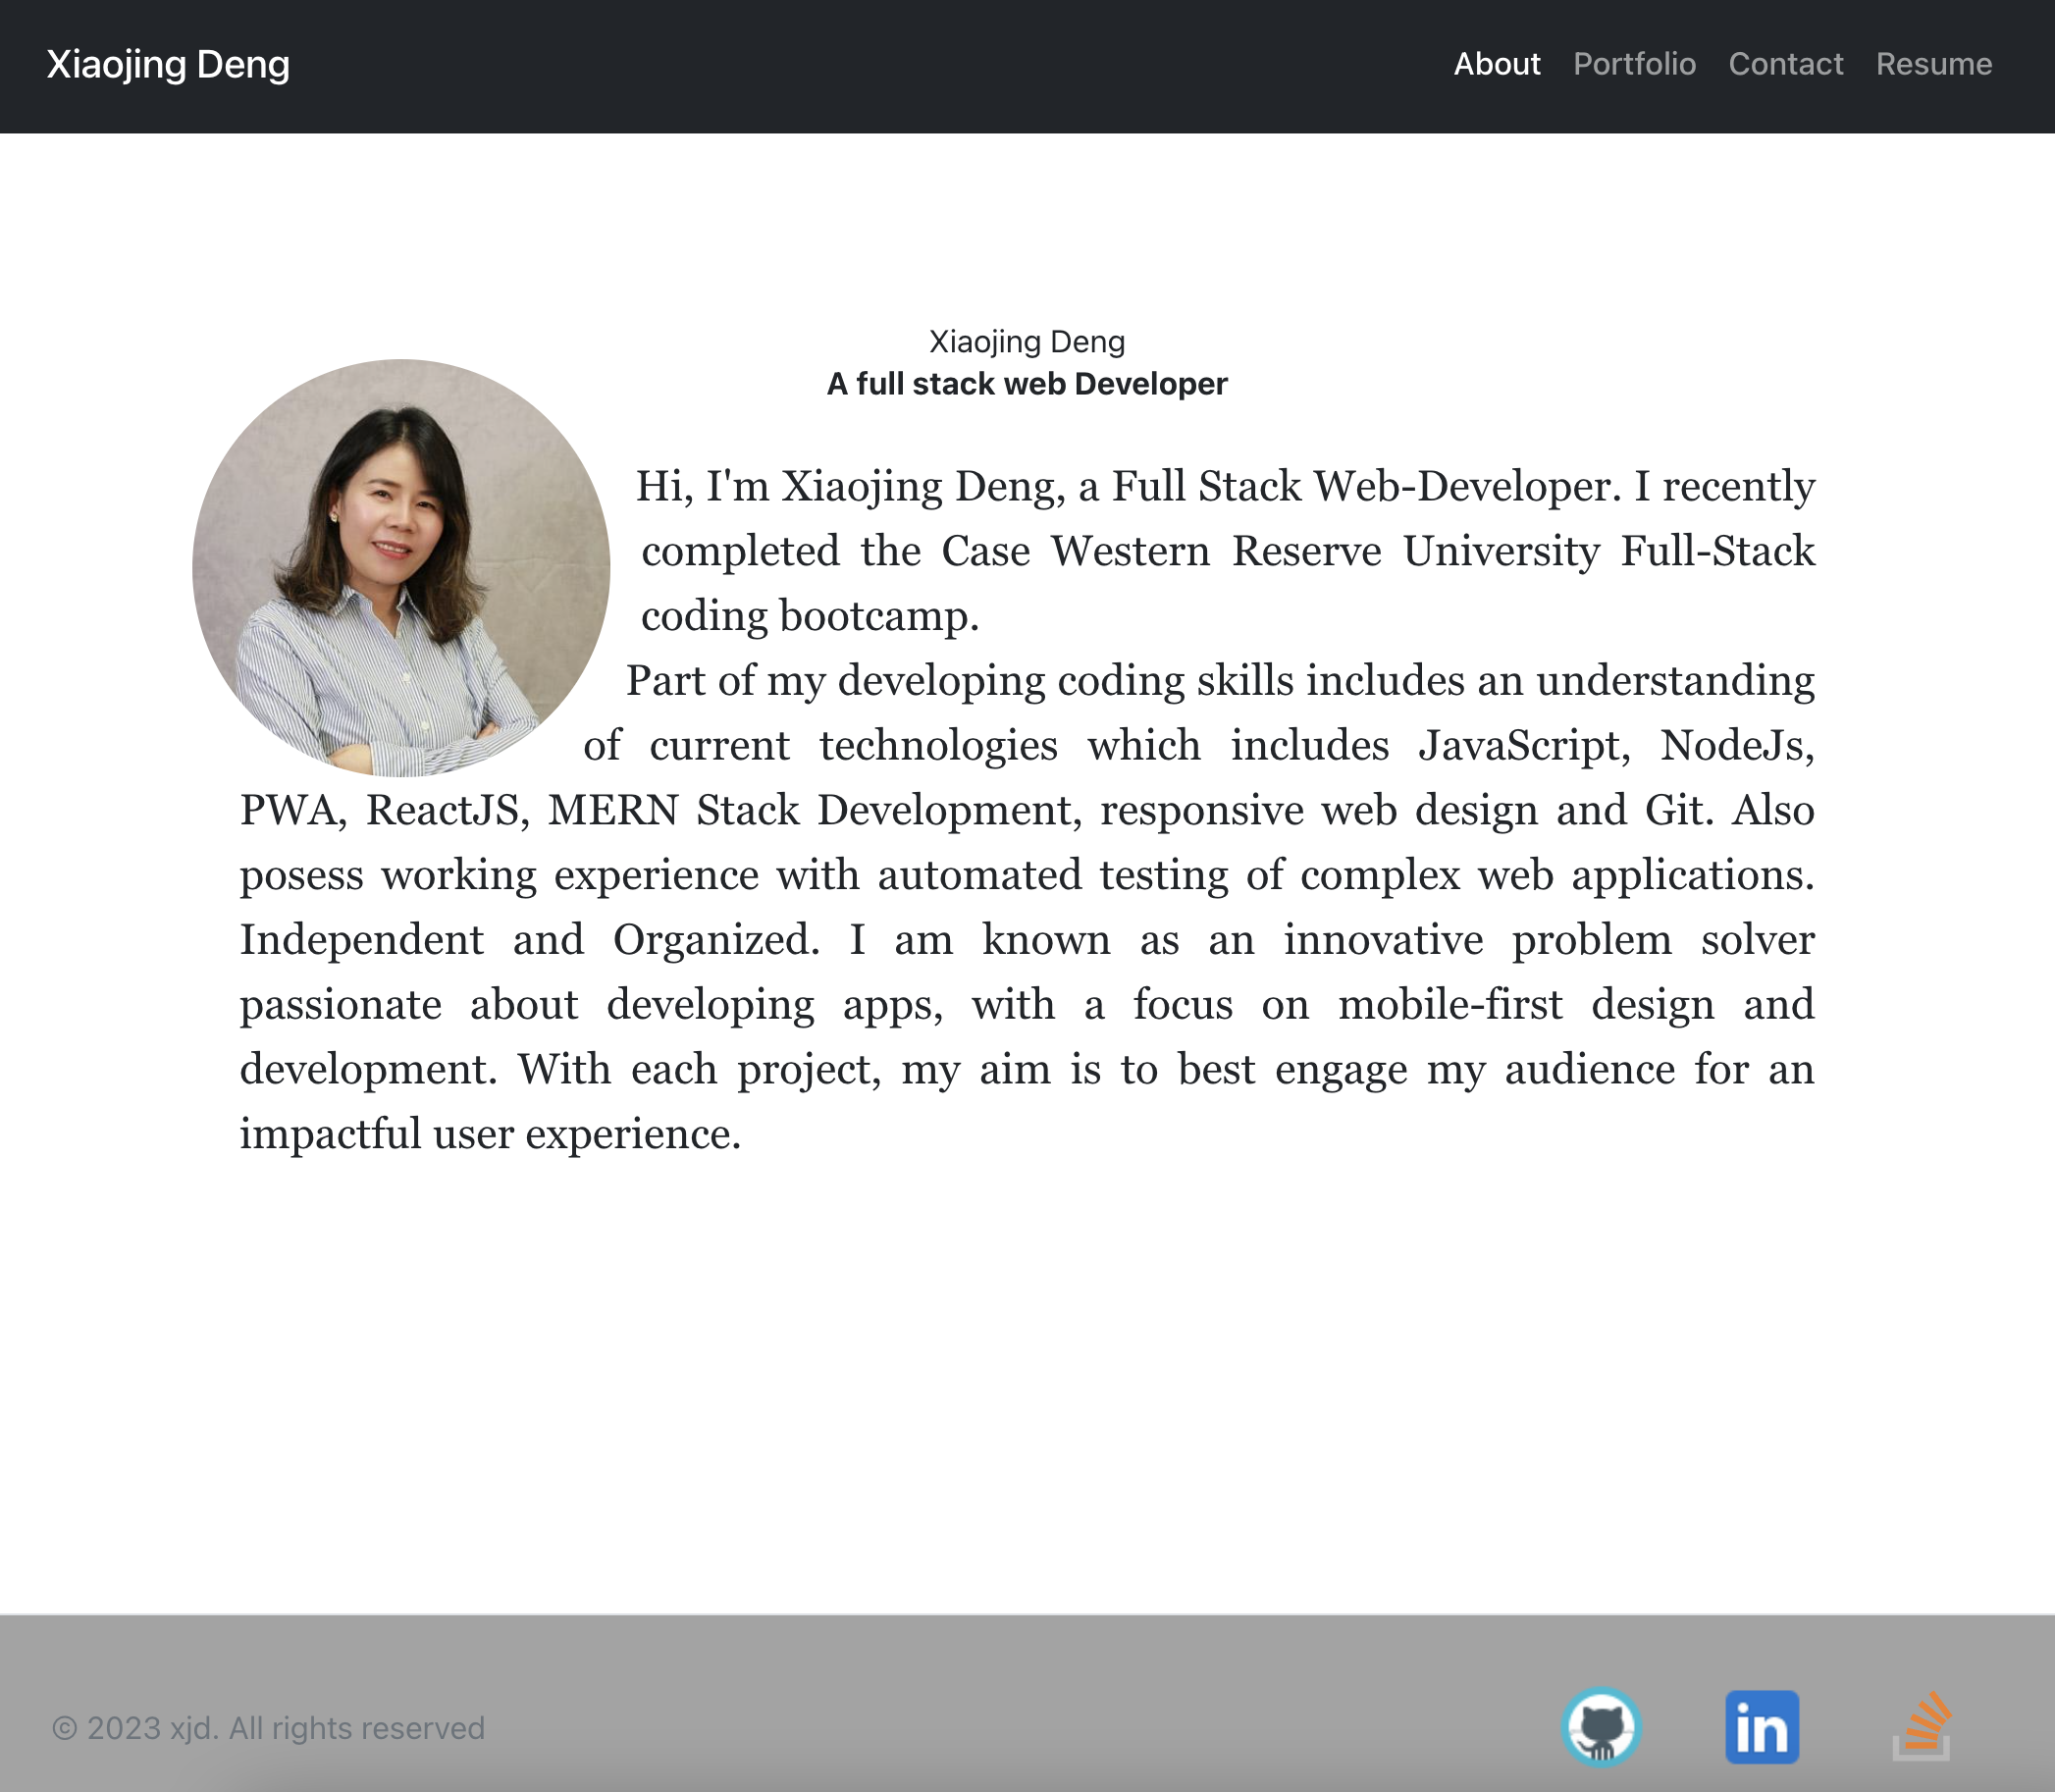 Xiaojing Deng
About Portfolio Contact Resume
Xiaojing Deng
A full stack web Developer
Hi, I'm Xiaojing Deng, a Full Stack Web-Developer. I recently
completed the Case Western Reserve University Full-Stack
coding bootcamp.
Part of my developing coding skills includes an understanding
of current technologies which includes JavaScript, NodeJs,
PWA, ReactJS, MERN Stack Development, responsive web design and Git. Also
posess working experience with automated testing of complex web applications.
Independent and Organized. I am known as an innovative problem solver
passionate about developing apps, with a focus on mobile-first design and
development. With each project, my aim is to best engage my audience for an
impactful user experience.
© 2023 xjd. All rights reserved
in